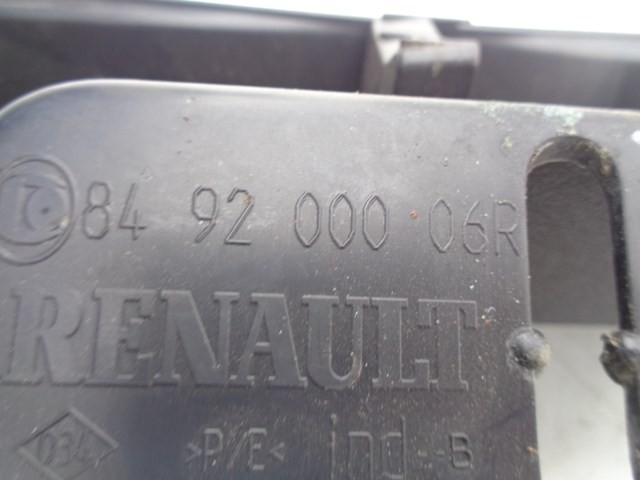 84 92 000 06R
RENAULT
034 >P/E< ind--B